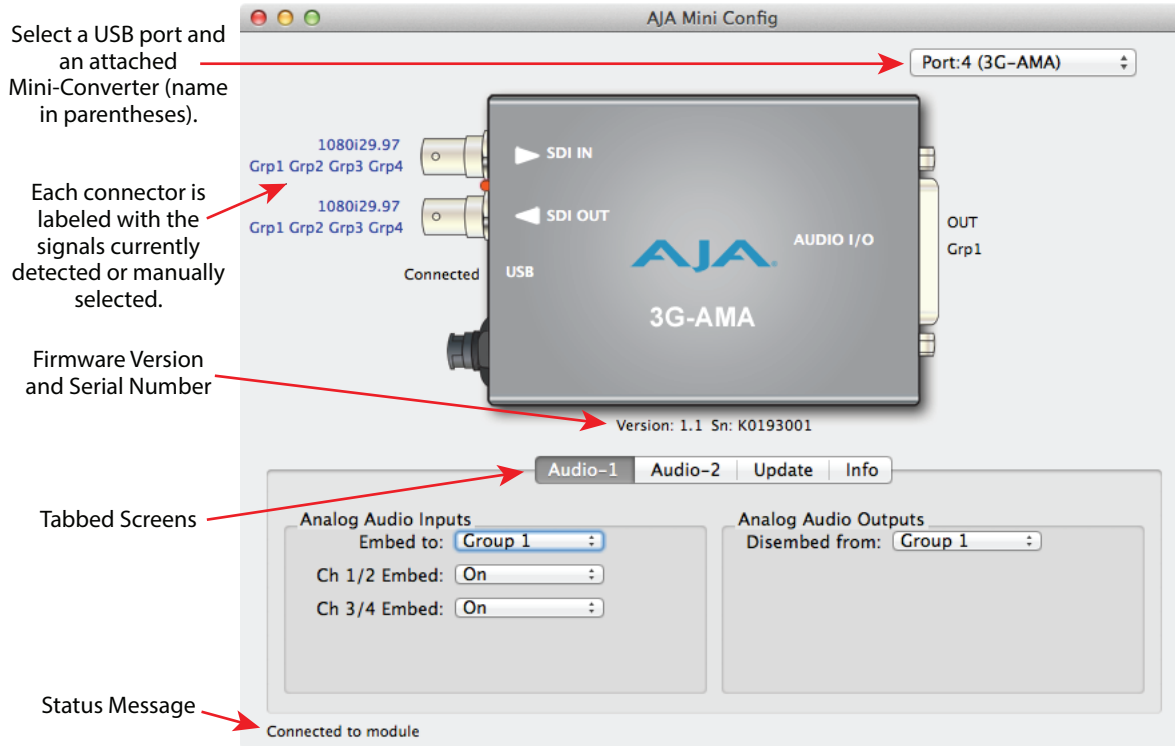 AJA Mini Config
Select a USB port and
an attached
Mini-Converter (name
in parentheses).
Port:4 (3G-AMA)
1080i29.97
Grp1 Grp2 Grp3 Grp4
SDI IN
Each connector is
labeled with the
signals currently
detected or manually
selected.
1080i29.97
Grp1 Grp2 Grp3 Grp4
SDI OUT
AUDIO I/O
OUT
Grp1
Connected
USB
AJA
3G-AMA
Firmware Version
and Serial Number
Version: 1.1 Sn: K0193001
Tabbed Screens
Audio-1 Audio-2 Update Info
Analog Audio Inputs
Embed to: Group 1
Ch 1/2 Embed: On
Ch 3/4 Embed: On
Analog Audio Outputs
Disembed from: Group 1
Status Message
Connected to module